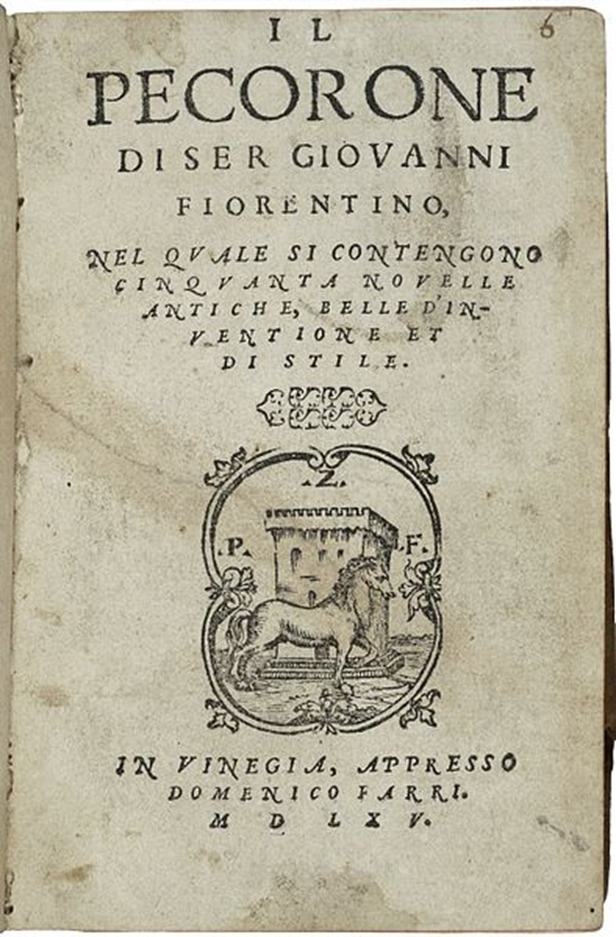 6
IL
PECORONE
DI SER GIOVANNI
FIORENTINO,
NEL QVALE SI CONTENGONO
CINQVANTA NOVELLE
ANTICHE, BELLE D'IN-
VENTIONE ET
DI STILE.
.Z.
.P. .F.
IN VINEGIA, APPRESSO
DOMENICO FARRI.
M D LXV.